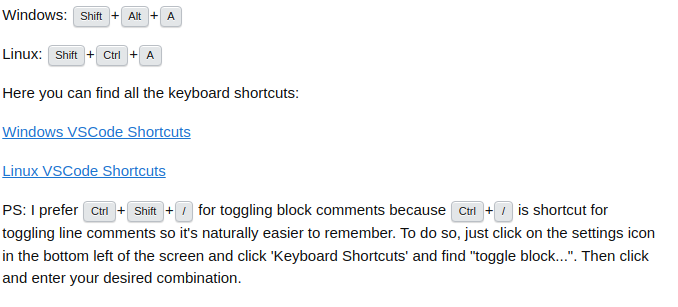 Windows: Shift+Alt+A
Linux: Shift+Ctrl+A
Here you can find all the keyboard shortcuts:
Windows VSCode Shortcuts
Linux VSCode Shortcuts
PS: I prefer Ctrl+Shift+/ for toggling block comments because Ctrl+/ is shortcut for
toggling line comments so it's naturally easier to remember. To do so, just click on the settings icon
in the bottom left of the screen and click 'Keyboard Shortcuts' and find "toggle block...". Then click
and enter your desired combination.